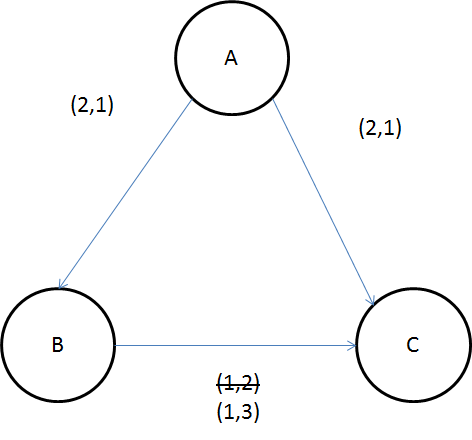 A
(2,1)
(2,1)
B
C
(1,2)
(1,3)